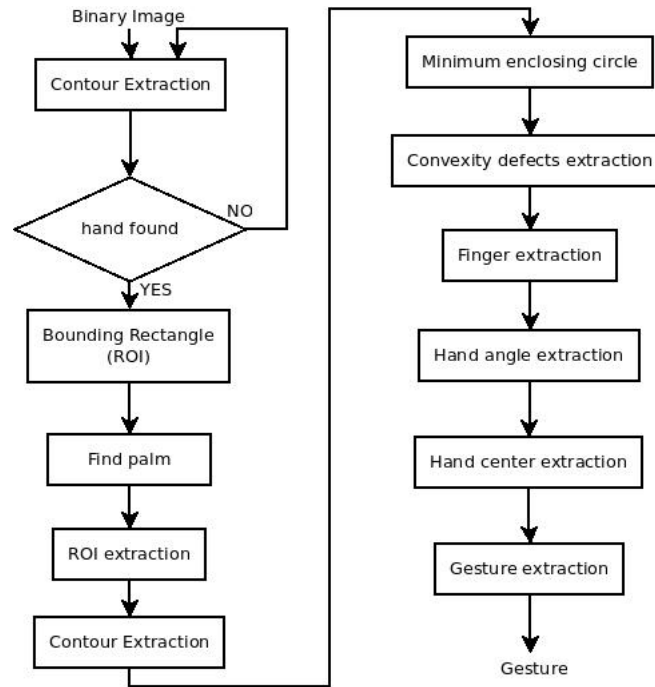 Binary Image
Contour Extraction
hand found
NO
YES
Bounding Rectangle
(ROI)
Find palm
ROI extraction
Contour Extraction
Minimum enclosing circle
Convexity defects extraction
Finger extraction
Hand angle extraction
Hand center extraction
Gesture extraction
Gesture